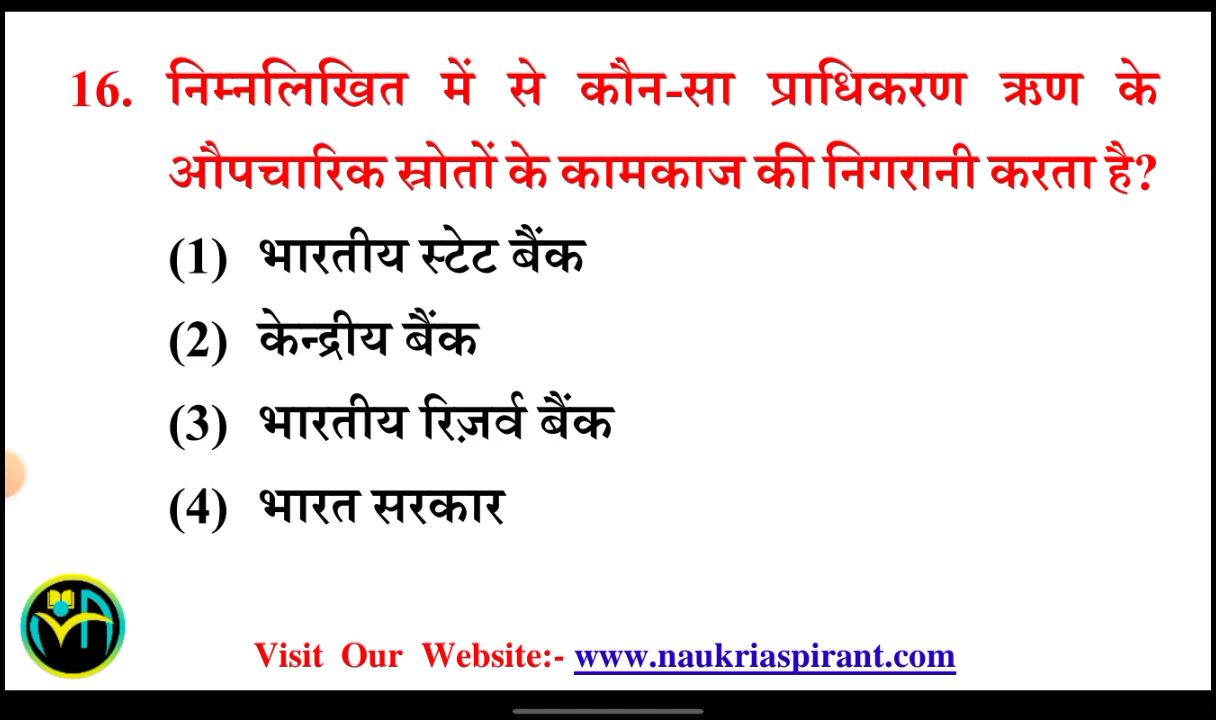 16. निम्नलिखित में से कौन-सा प्राधिकरण ऋण के
औपचारिक स्रोतों के कामकाज की निगरानी करता है?
(1) भारतीय स्टेट बैंक
(2) केन्द्रीय बैंक
(3) भारतीय रिज़र्व बैंक
(4) भारत सरकार
Visit Our Website:- www.naukriaspirant.com